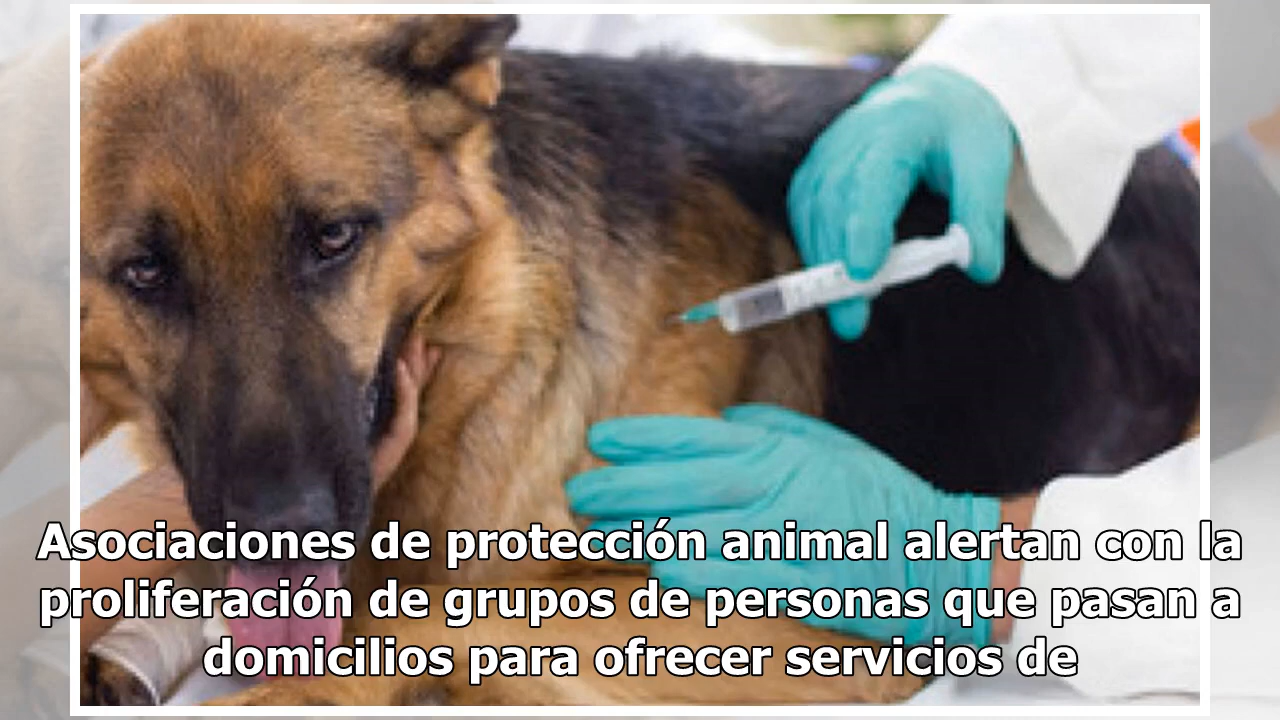 Asociaciones de protección animal alertan con la
proliferación de grupos de personas que pasan a
domicilios para ofrecer servicios de